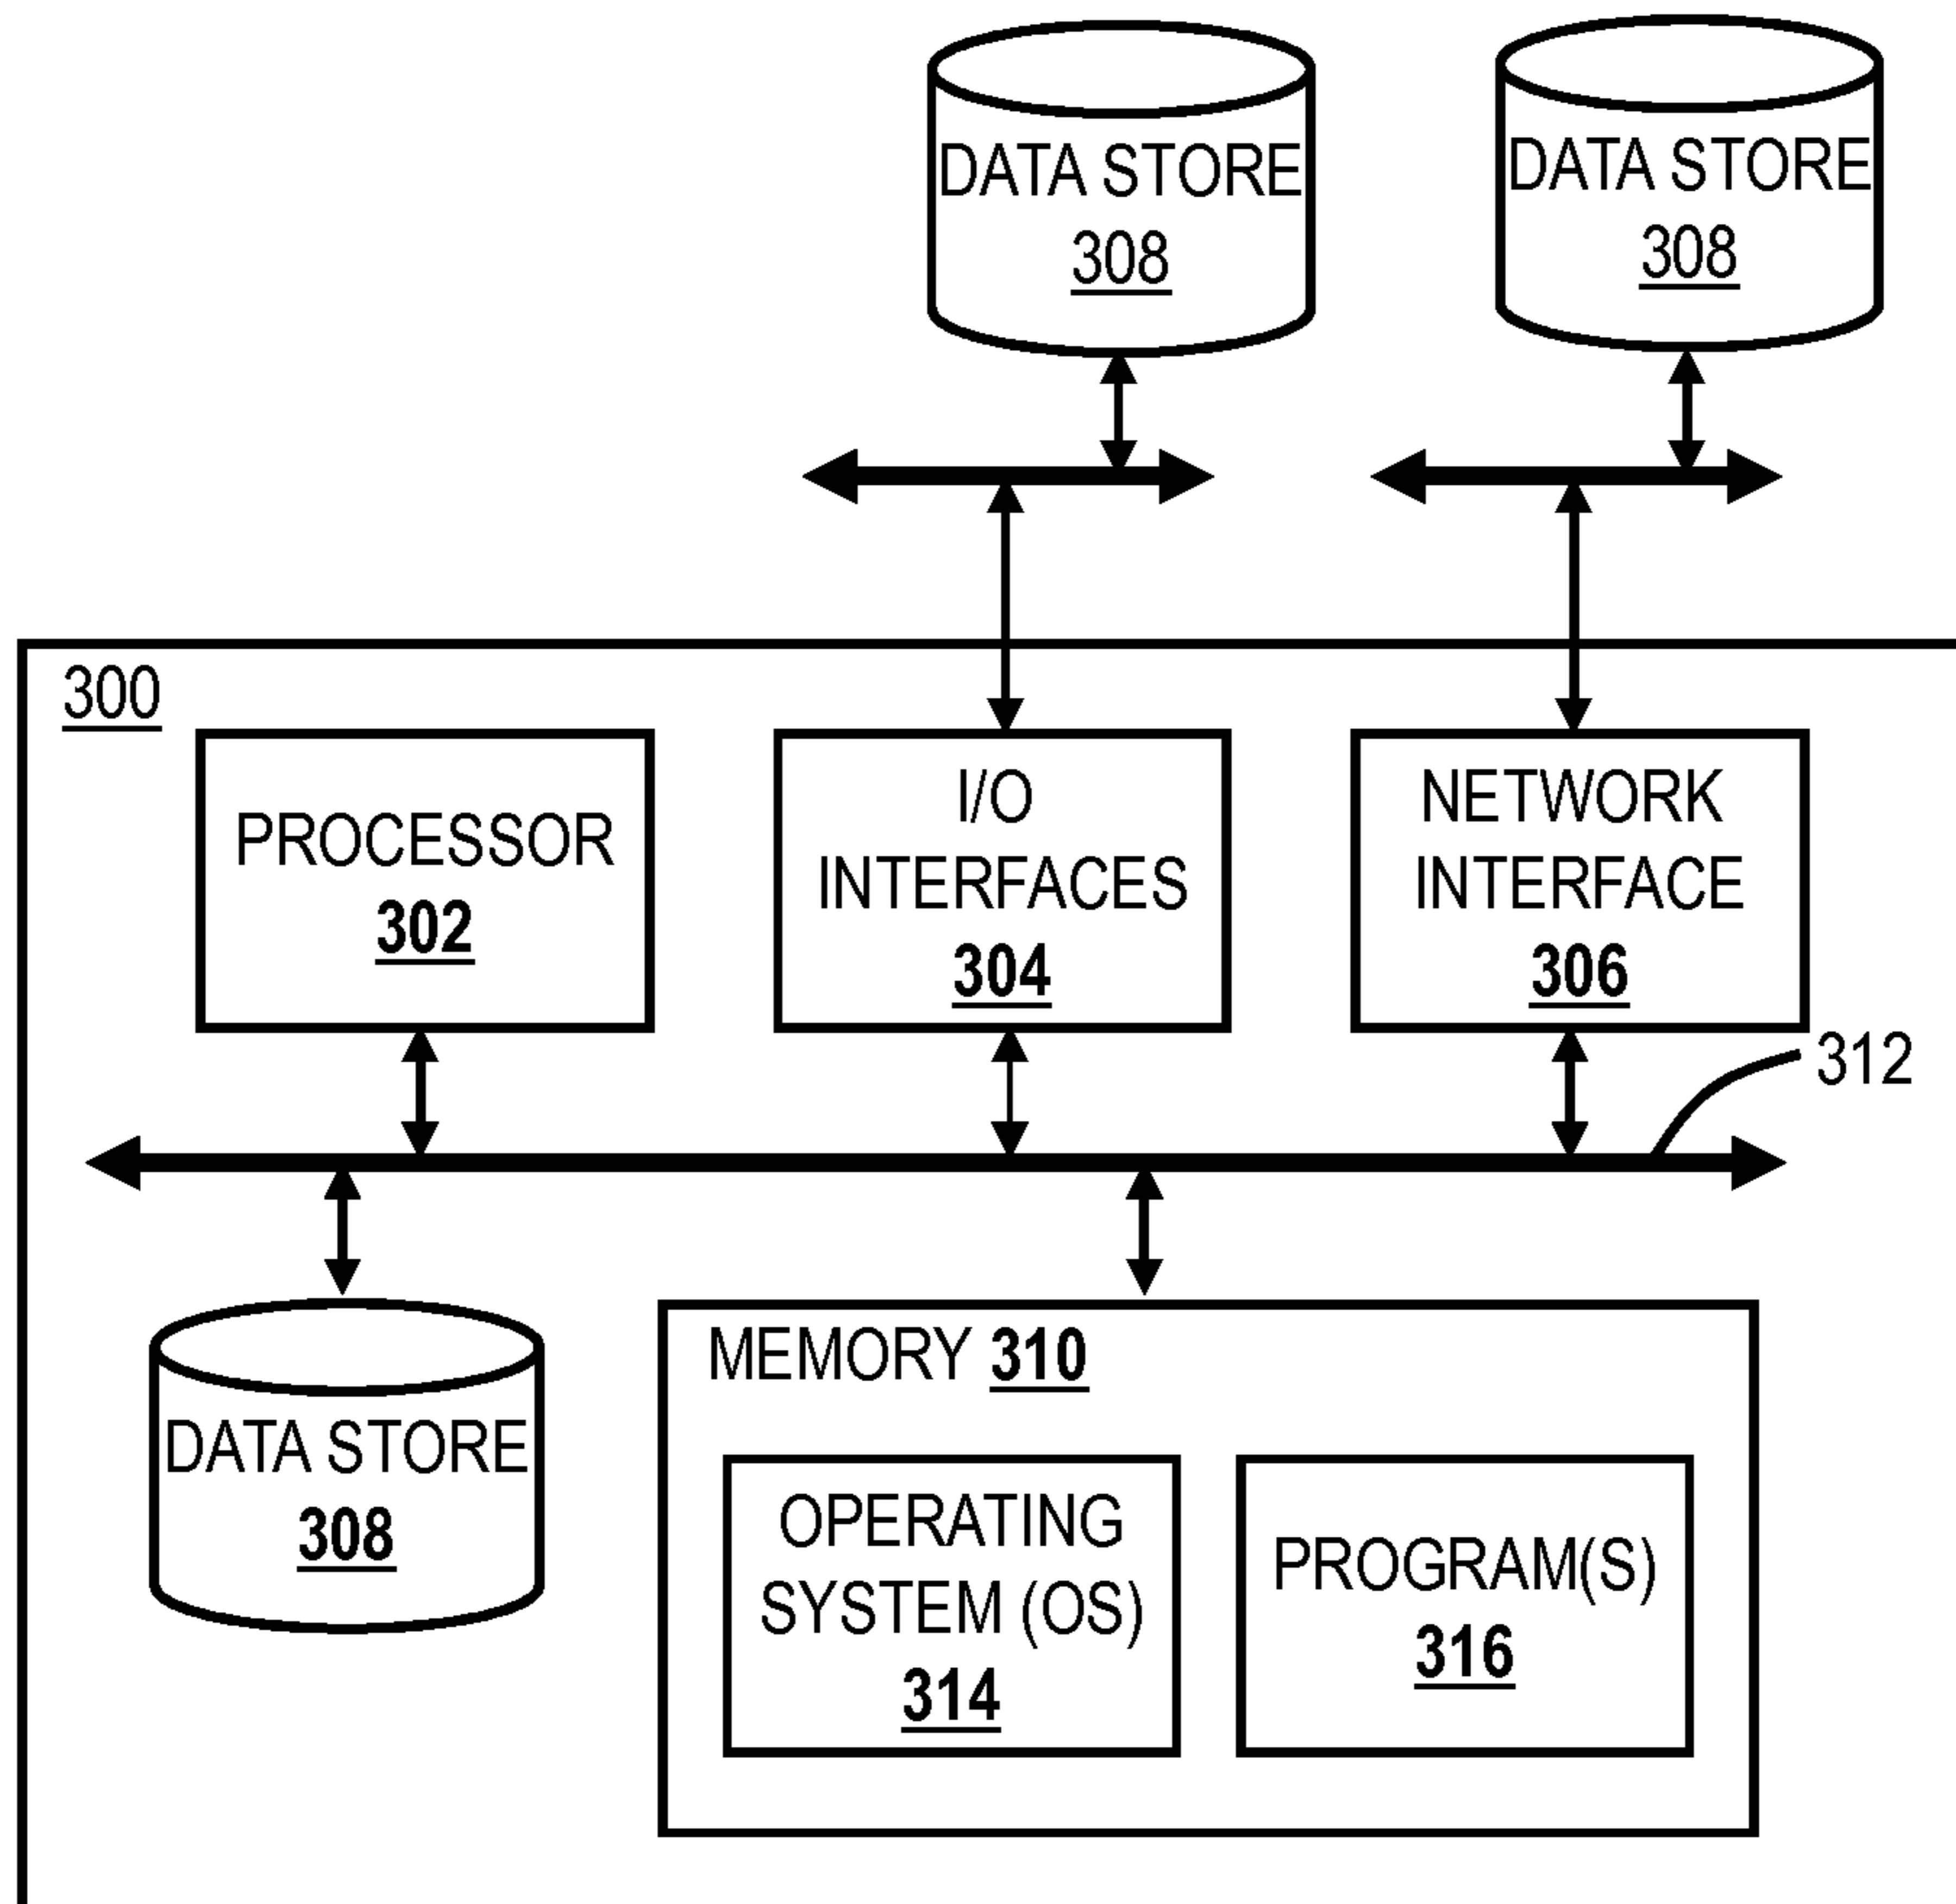 DATA STORE
308
DATA STORE
308
300
PROCESSOR
302
I/O
INTERFACES
304
NETWORK
INTERFACE
306
312
DATA STORE
308
MEMORY 310
OPERATING
SYSTEM (OS)
314
PROGRAM(S)
316